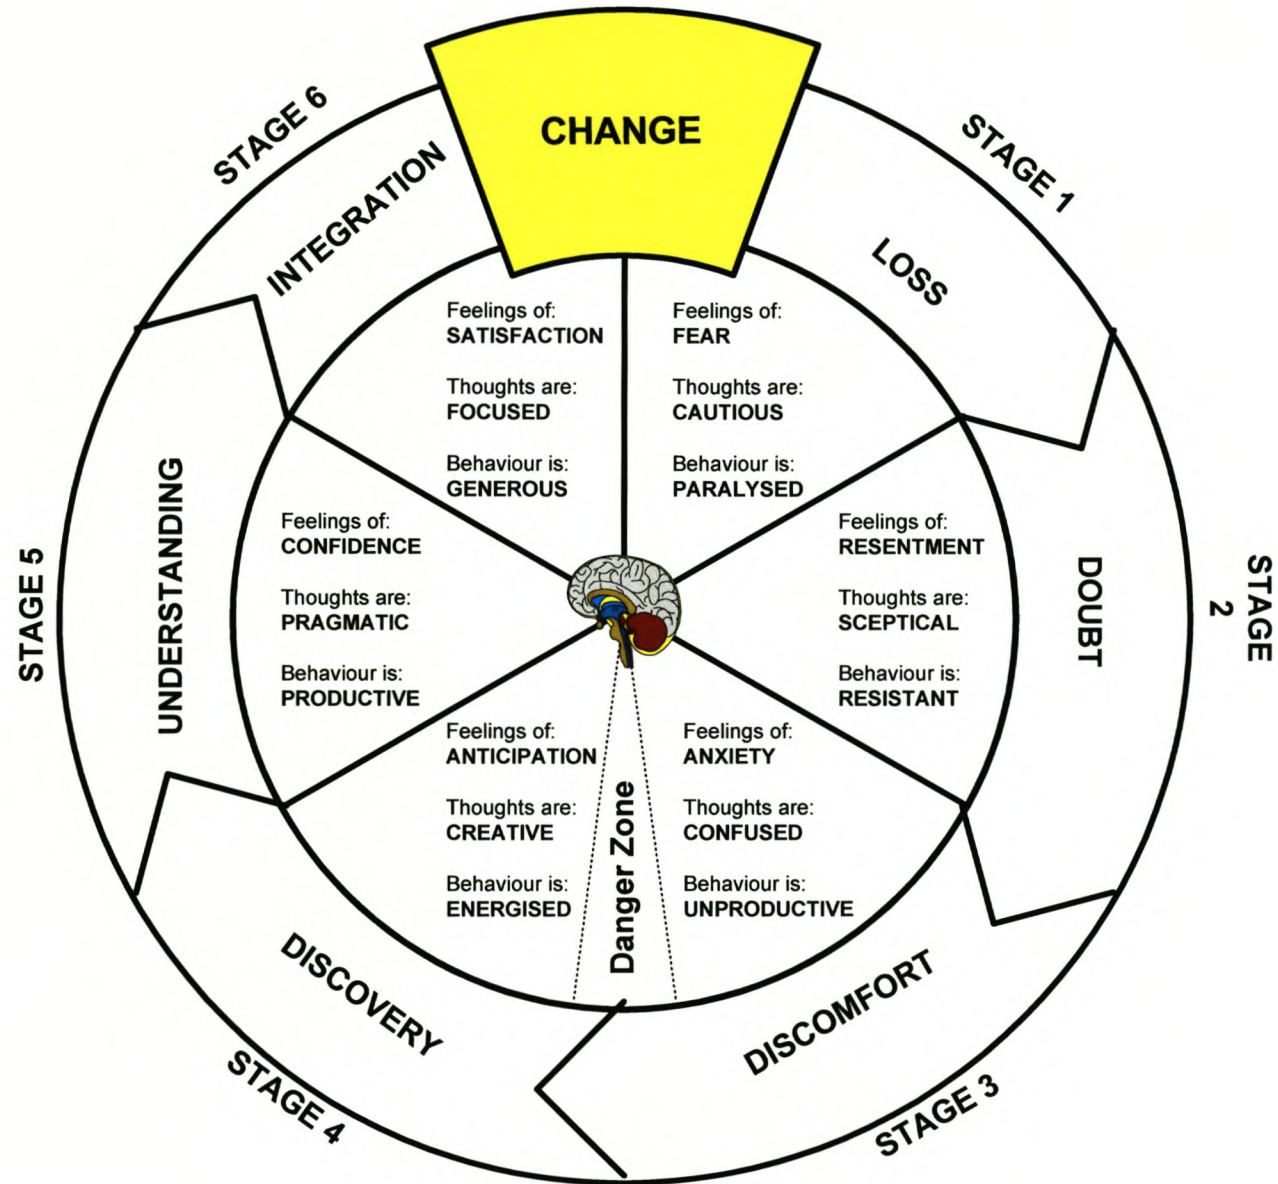 CHANGE
STAGE 1
LOSS
Feelings of:
FEAR
Thoughts are:
CAUTIOUS
Behaviour is:
PARALYSED
STAGE
2
DOUBT
Feelings of:
RESENTMENT
Thoughts are:
SCEPTICAL
Behaviour is:
RESISTANT
STAGE 3
DISCOMFORT
Feelings of:
ANXIETY
Thoughts are:
CONFUSED
Behaviour is:
UNPRODUCTIVE
Danger Zone
STAGE 4
DISCOVERY
Feelings of:
ANTICIPATION
Thoughts are:
CREATIVE
Behaviour is:
ENERGISED
STAGE 5
UNDERSTANDING
Feelings of:
CONFIDENCE
Thoughts are:
PRAGMATIC
Behaviour is:
PRODUCTIVE
STAGE 6
INTEGRATION
Feelings of:
SATISFACTION
Thoughts are:
FOCUSED
Behaviour is:
GENEROUS